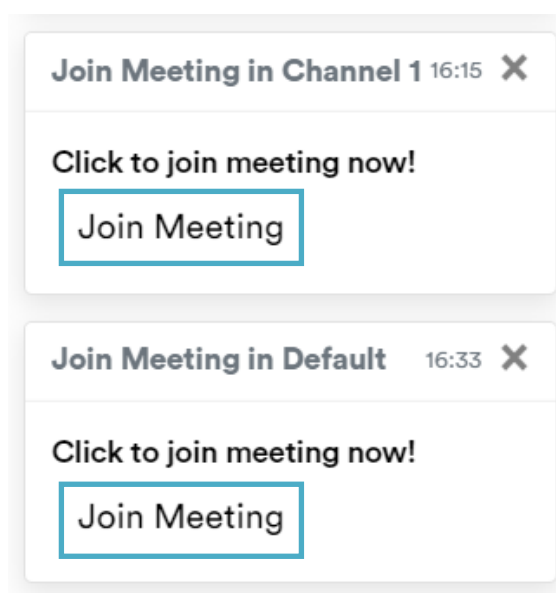 Join Meeting in Channel 1 16:15 ×
Click to join meeting now!
Join Meeting
Join Meeting in Default 16:33 ×
Click to join meeting now!
Join Meeting